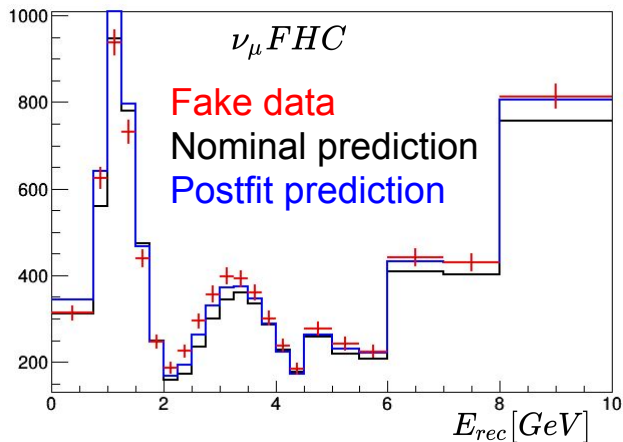 1000
ν_μ FHC
800
Fake data
Nominal prediction
Postfit prediction
600
400
200
0 2 4 6 8 10
E_rec[GeV]